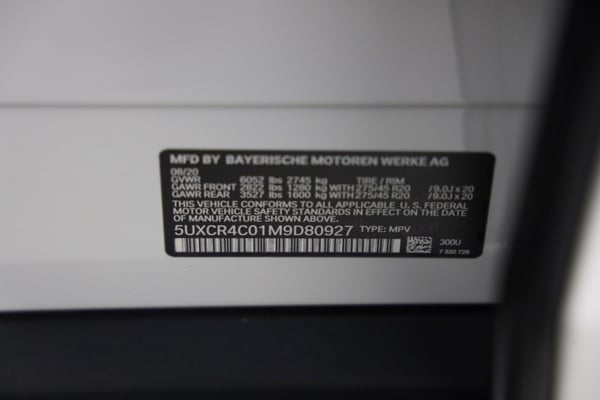 MFD BY BAYERISCHE MOTOREN WERKE AG
08/20
GVWR 6052 lbs 2745 kg TIRE / RIM
GAWR FRONT 2822 lbs 1280 kg WITH 275/45 R20 /9.0J x 20
GAWR REAR 3527 lbs 1600 kg WITH 275/45 R20 /9.0J x 20
THIS VEHICLE CONFORMS TO ALL APPLICABLE U. S. FEDERAL
MOTOR VEHICLE SAFETY STANDARDS IN EFFECT ON THE DATE
OF MANUFACTURE SHOWN ABOVE.
5UXCR4C01M9D80927 TYPE: MPV
300U
7 320 729